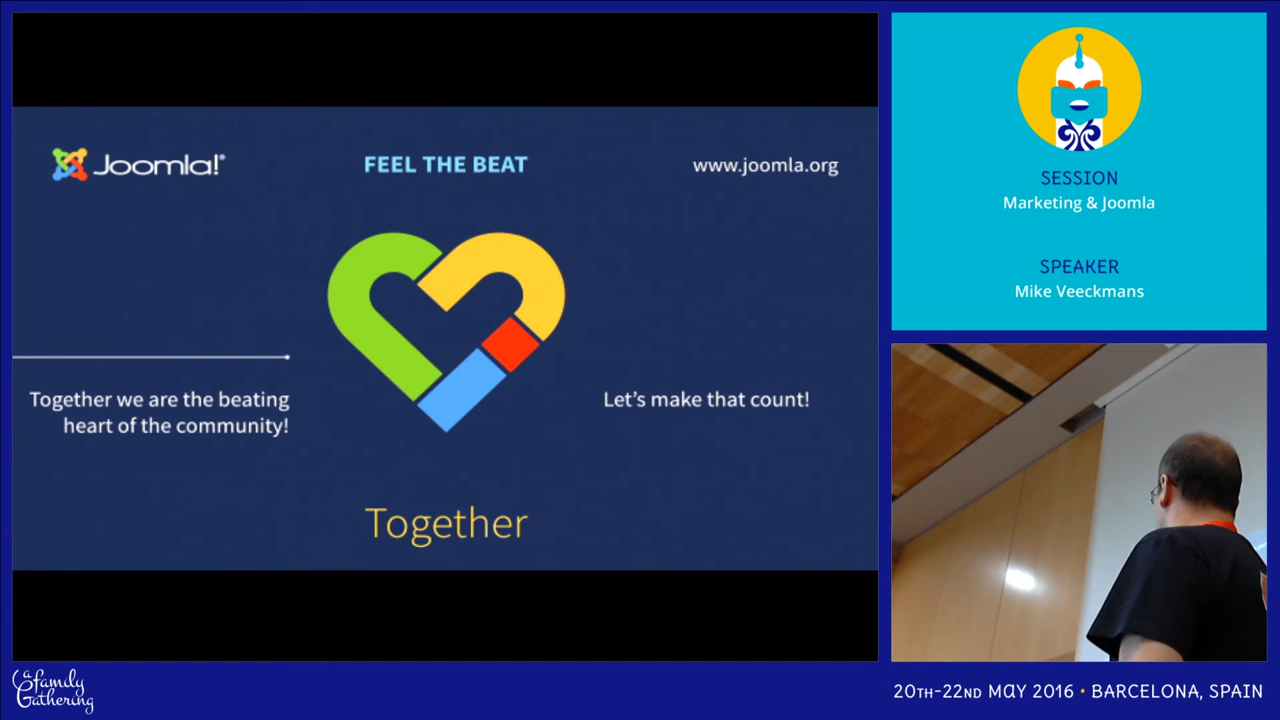 Joomla!®
FEEL THE BEAT
www.joomla.org
Together we are the beating
heart of the community!
Let's make that count!
Together
SESSION
Marketing & Joomla
SPEAKER
Mike Veeckmans
a family
Gathering
20TH-22ND MAY 2016 • BARCELONA, SPAIN